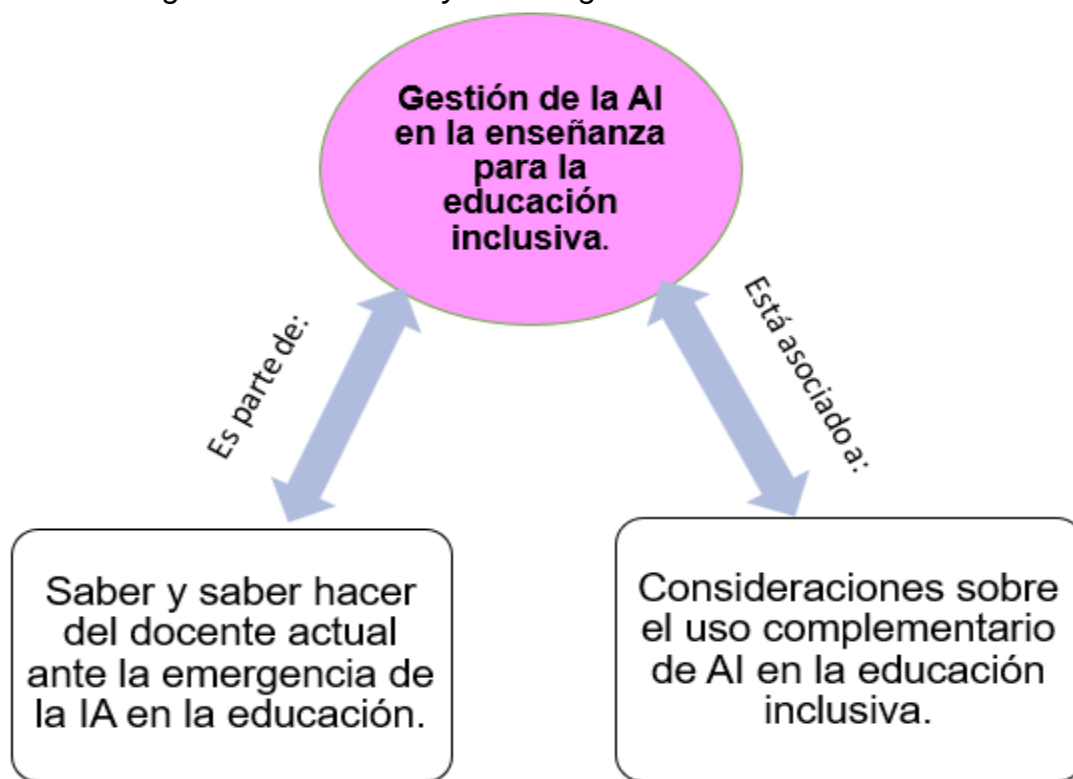 Gestión de la AI
en la enseñanza
para la
educación
inclusiva.
Es parte de:
Está asociado a:
Saber y saber hacer
del docente actual
ante la emergencia de
la IA en la educación.
Consideraciones sobre
el uso complementario
de AI en la educación
inclusiva.